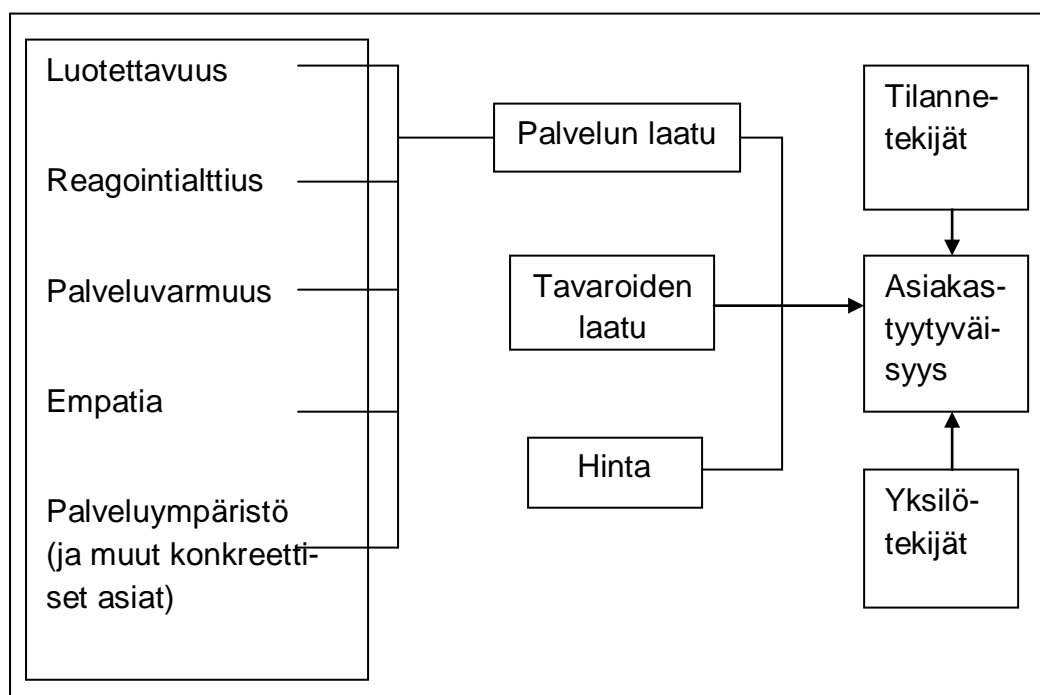 Luotettavuus
Reagointialttius
Palveluvarmuus
Empatia
Palveluympäristö
(ja muut konkreetti-
set asiat)
Palvelun laatu
Tavaroiden
laatu
Hinta
Tilanne-
tekijät
Asiakas-
tyytyväi-
syys
Yksilö-
tekijät